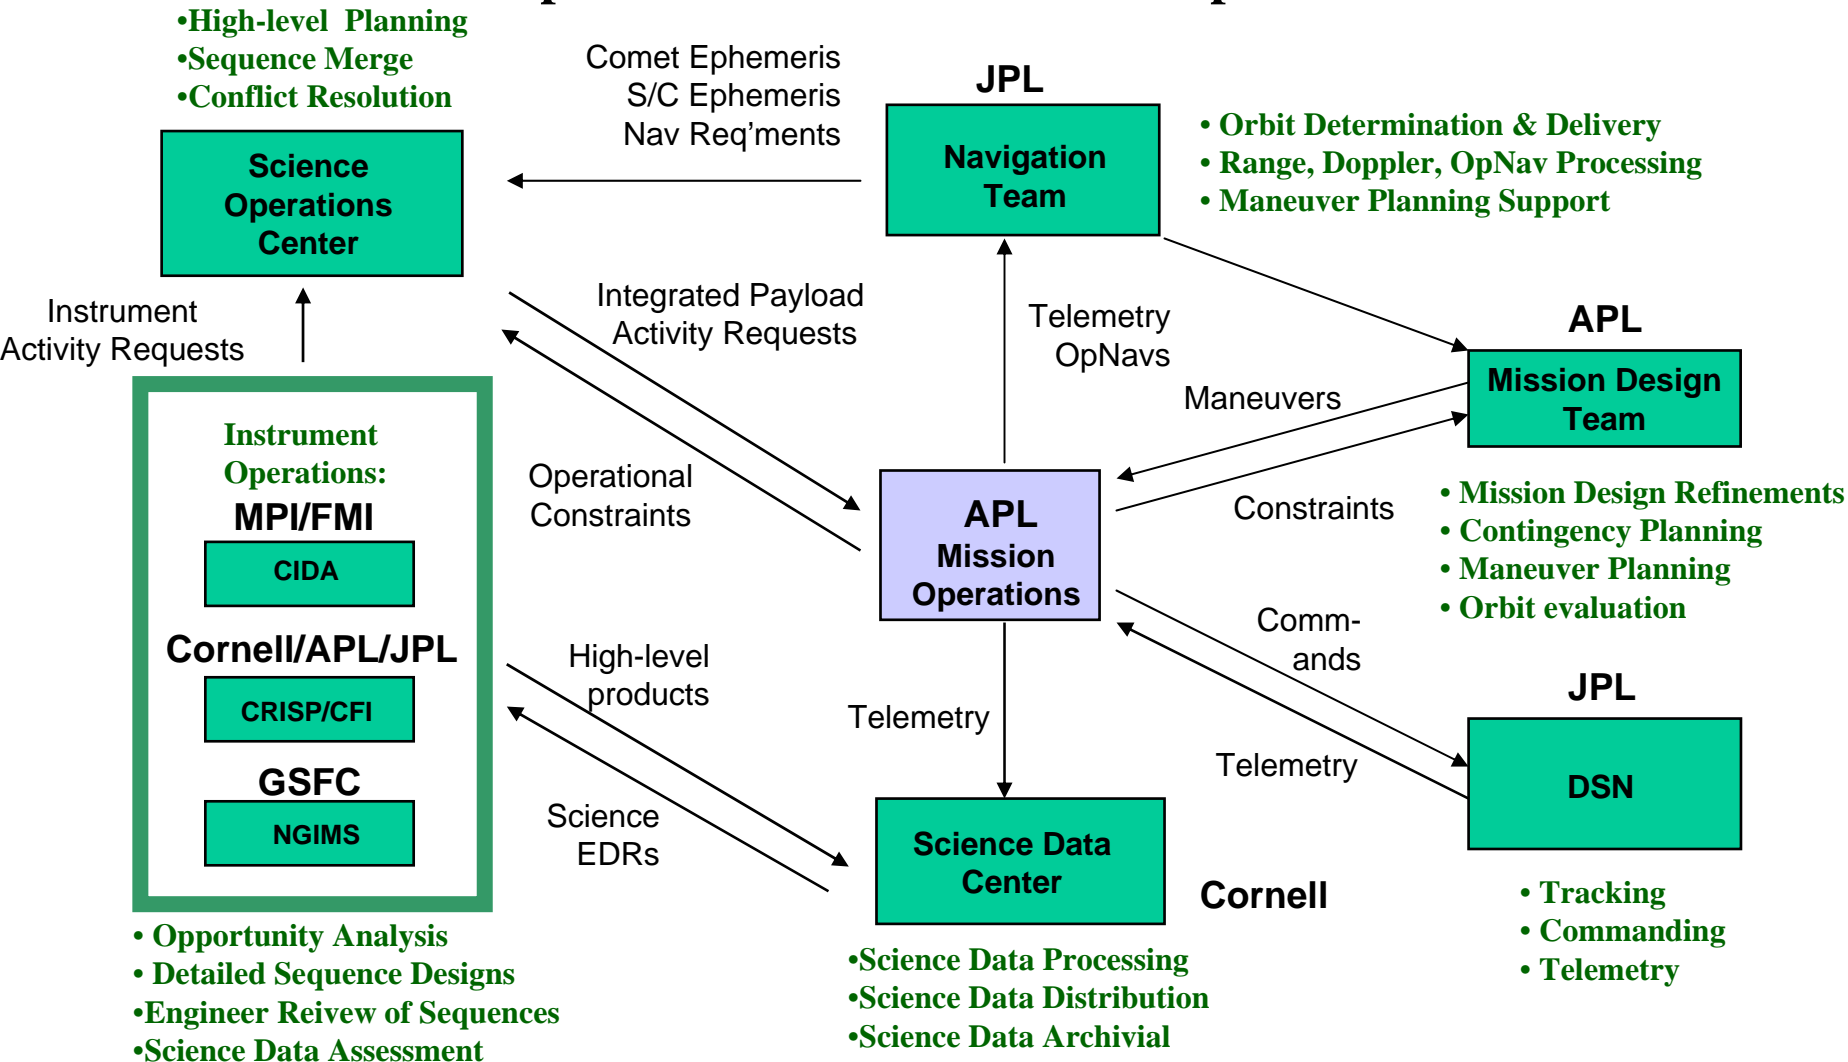 •High-level Planning
•Sequence Merge
•Conflict Resolution
Science
Operations
Center
Comet Ephemeris
S/C Ephemeris
Nav Req'ments
JPL
Navigation
Team
• Orbit Determination & Delivery
• Range, Doppler, OpNav Processing
• Maneuver Planning Support
Instrument
Activity Requests
Integrated Payload
Activity Requests
Telemetry
OpNavs
APL
Mission Design
Team
Maneuvers
Constraints
• Mission Design Refinements
• Contingency Planning
• Maneuver Planning
• Orbit evaluation
Instrument
Operations:
MPI/FMI
CIDA
Cornell/APL/JPL
CRISP/CFI
GSFC
NGIMS
Operational
Constraints
APL
Mission
Operations
Comm-
ands
Telemetry
JPL
DSN
High-level
products
Telemetry
Science
EDRs
Science Data
Center
Cornell
• Tracking
• Commanding
• Telemetry
• Opportunity Analysis
• Detailed Sequence Designs
•Engineer Reivew of Sequences
•Science Data Assessment
•Science Data Processing
•Science Data Distribution
•Science Data Archivial